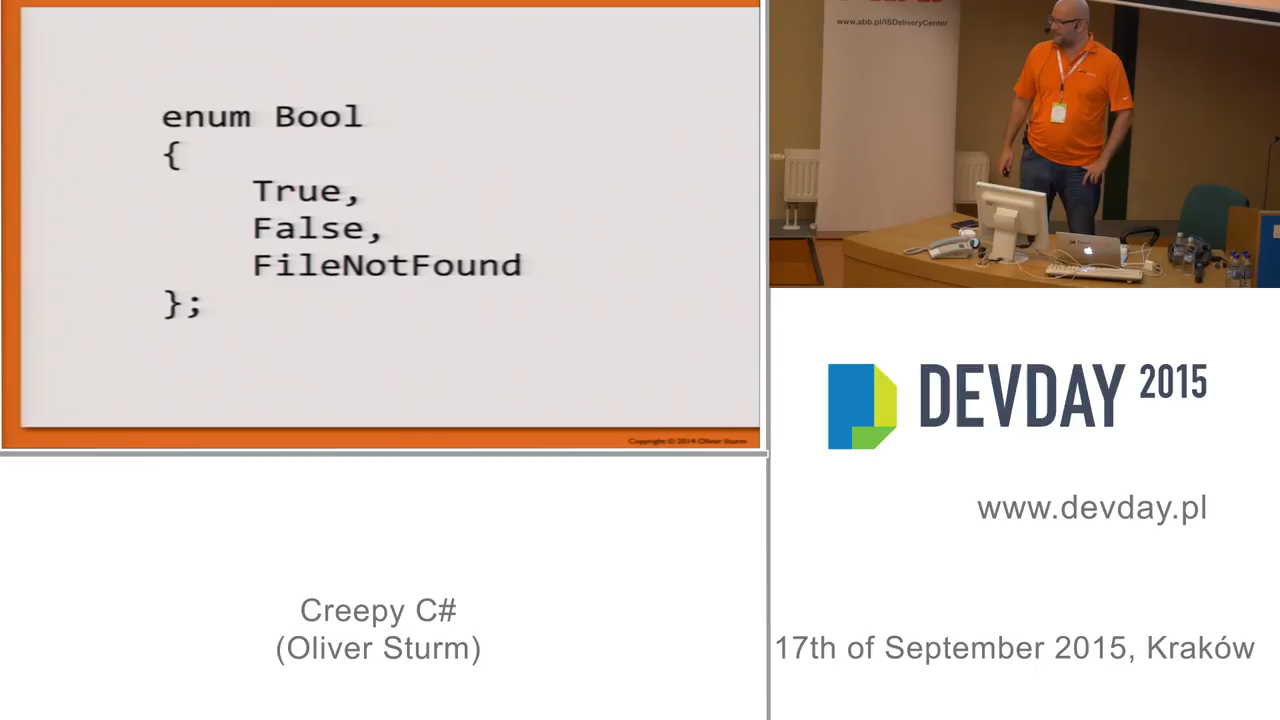 enum Bool
{
True,
False,
FileNotFound
};
Copyright © 2014 Oliver Sturm
www.abb.pl/ISDeliveryCenter
DEVDAY 2015
www.devday.pl
Creepy C#
(Oliver Sturm)
17th of September 2015, Kraków